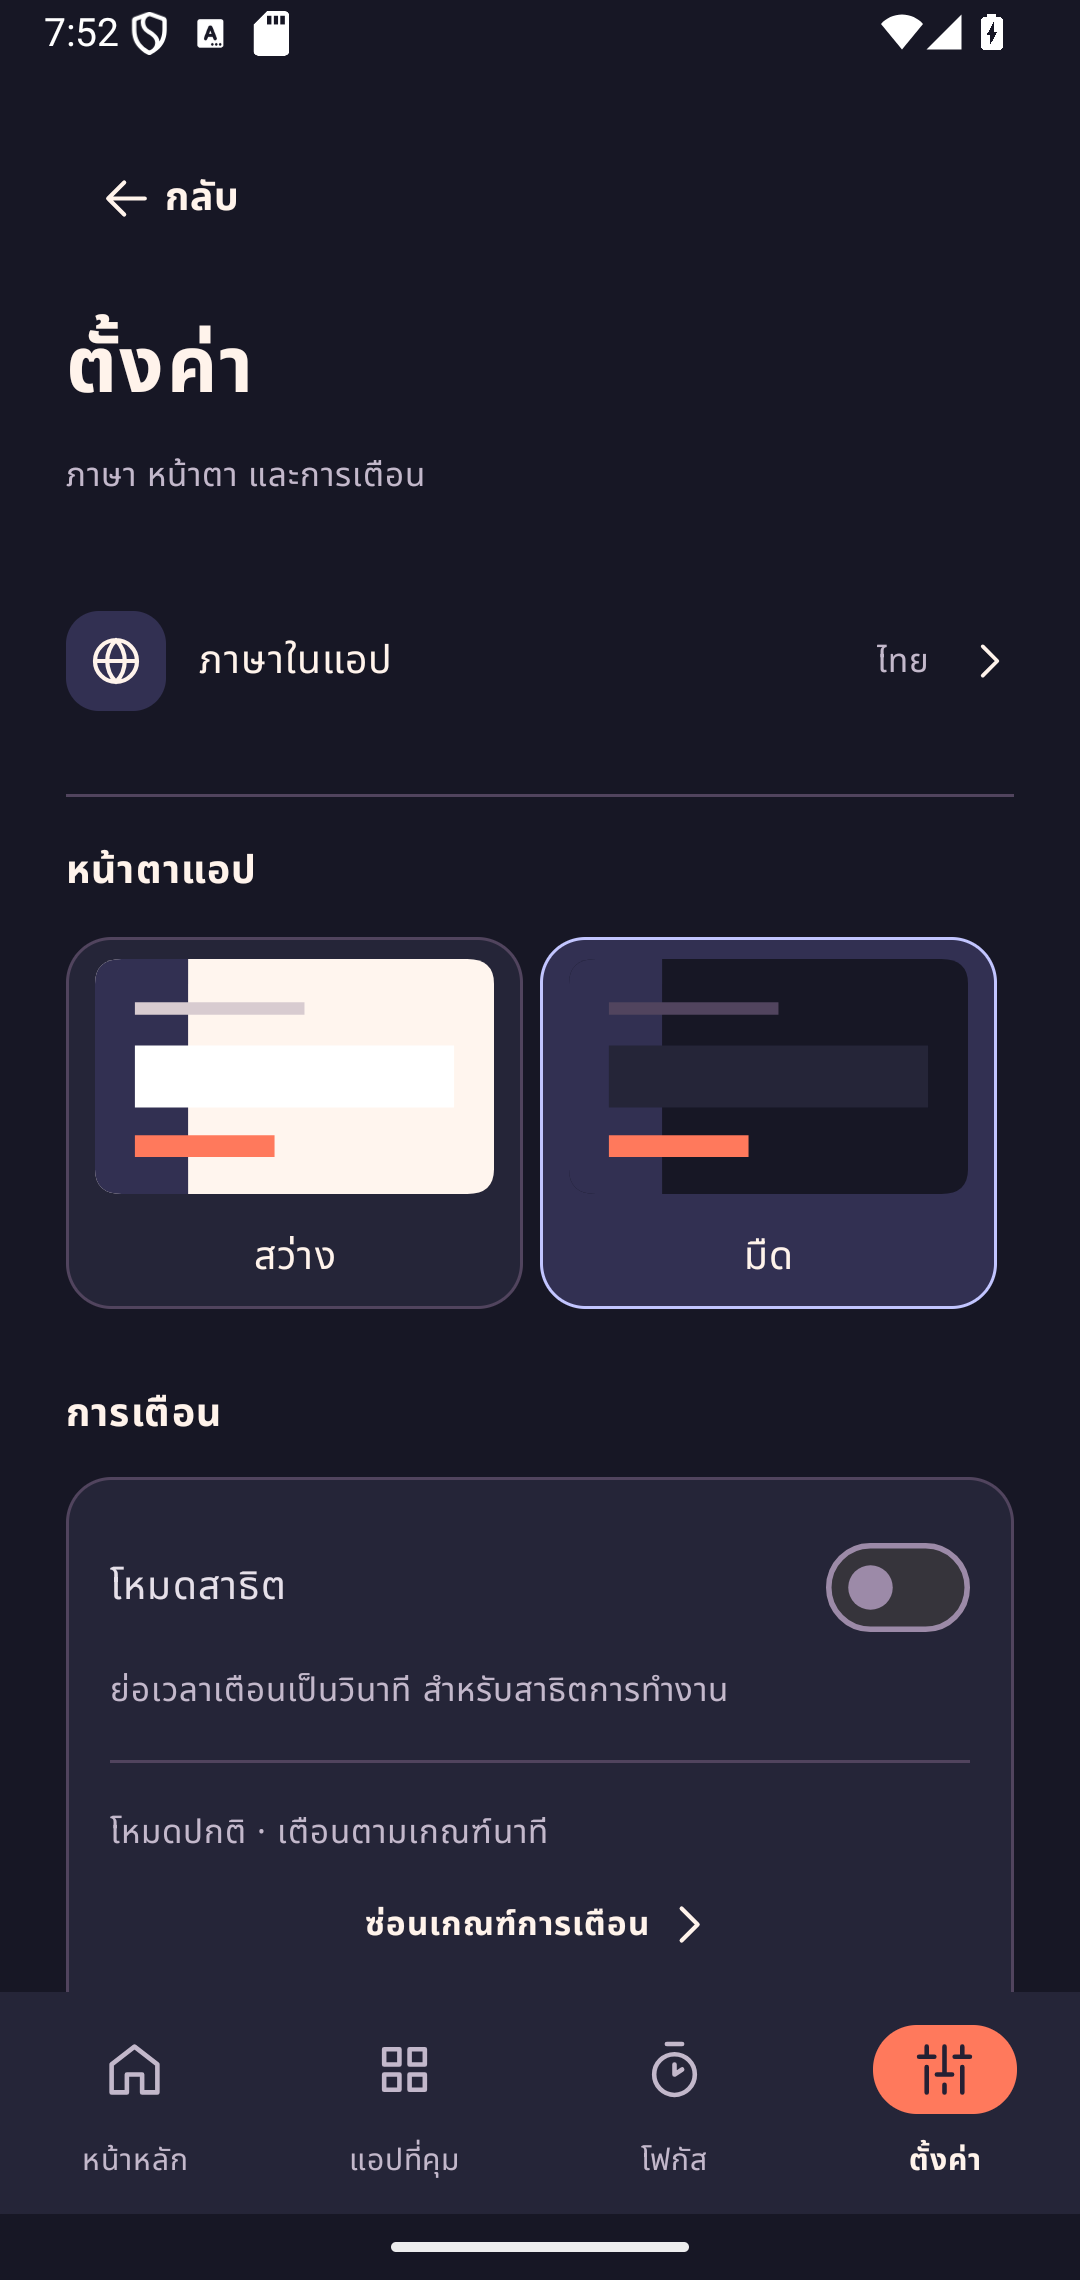 7:52
กลับ
ตั้งค่า
ภาษา หน้าตา และการเตือน
ภาษาในแอป
ไทย
หน้าตาแอป
สว่าง
มืด
การเตือน
โหมดสาธิต
ย่อเวลาเตือนเป็นวินาที สำหรับสาธิตการทำงาน
โหมดปกติ · เตือนตามเกณฑ์นาที
ซ่อนเกณฑ์การเตือน
หน้าหลัก
แอปที่คุม
โฟกัส
ตั้งค่า